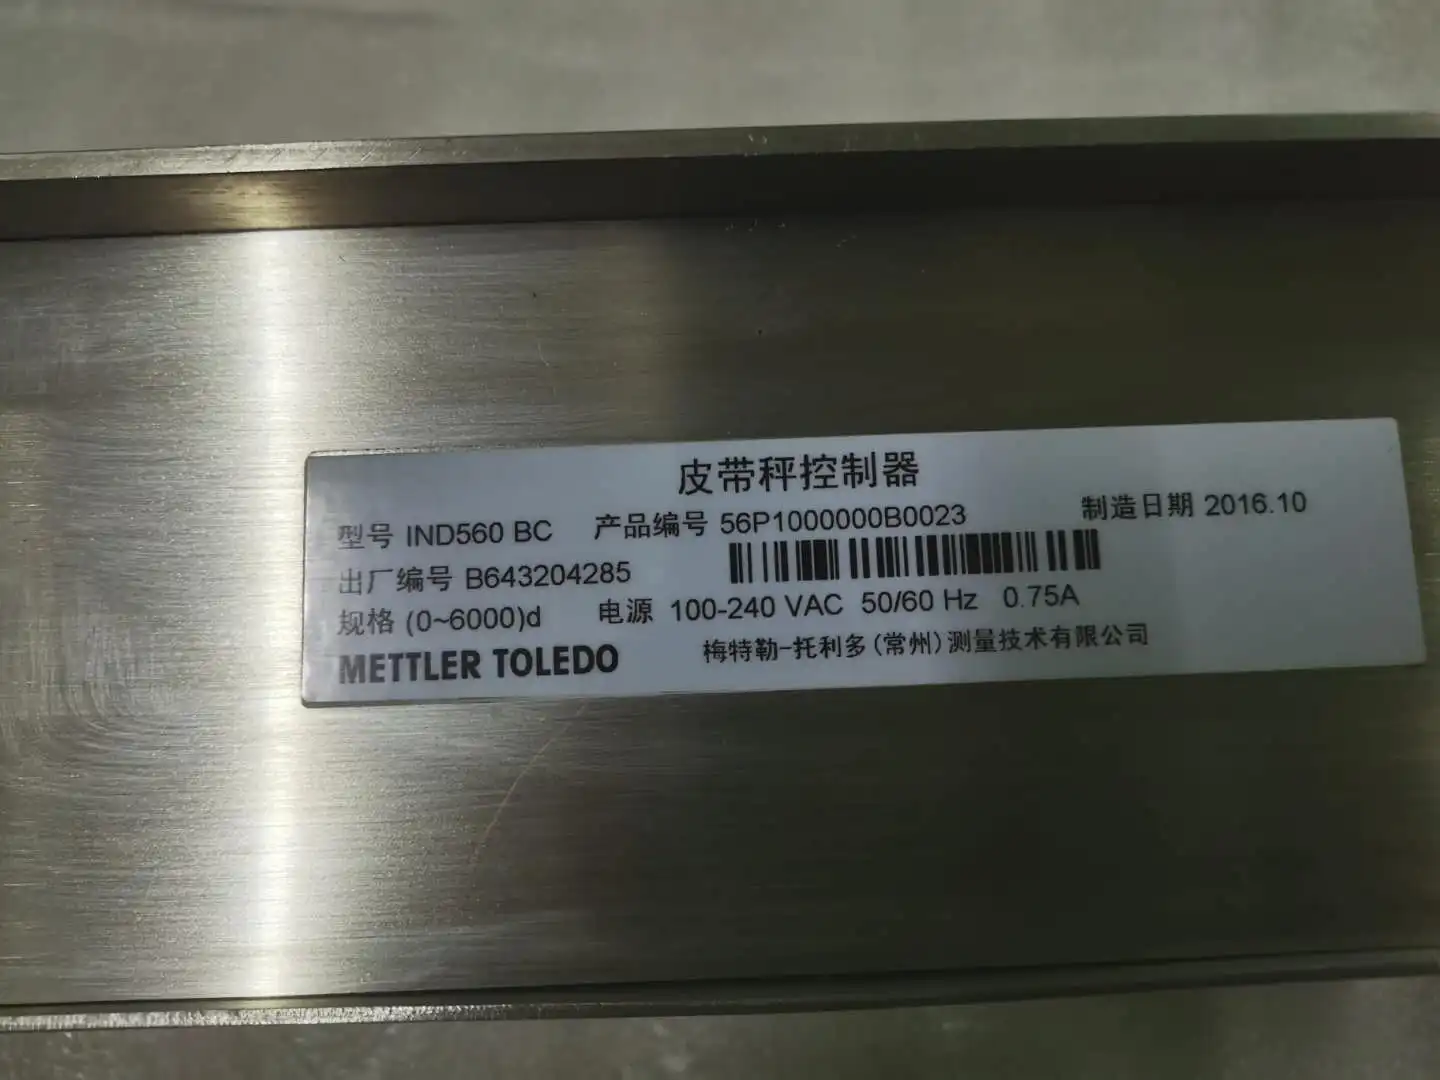 皮带秤控制器
型号 IND560 BC 产品编号 56P1000000B0023 制造日期 2016.10
出厂编号 B643204285
规格 (0~6000)d 电源 100-240 VAC 50/60 Hz 0.75A
METTLER TOLEDO 梅特勒-托利多(常州)测量技术有限公司